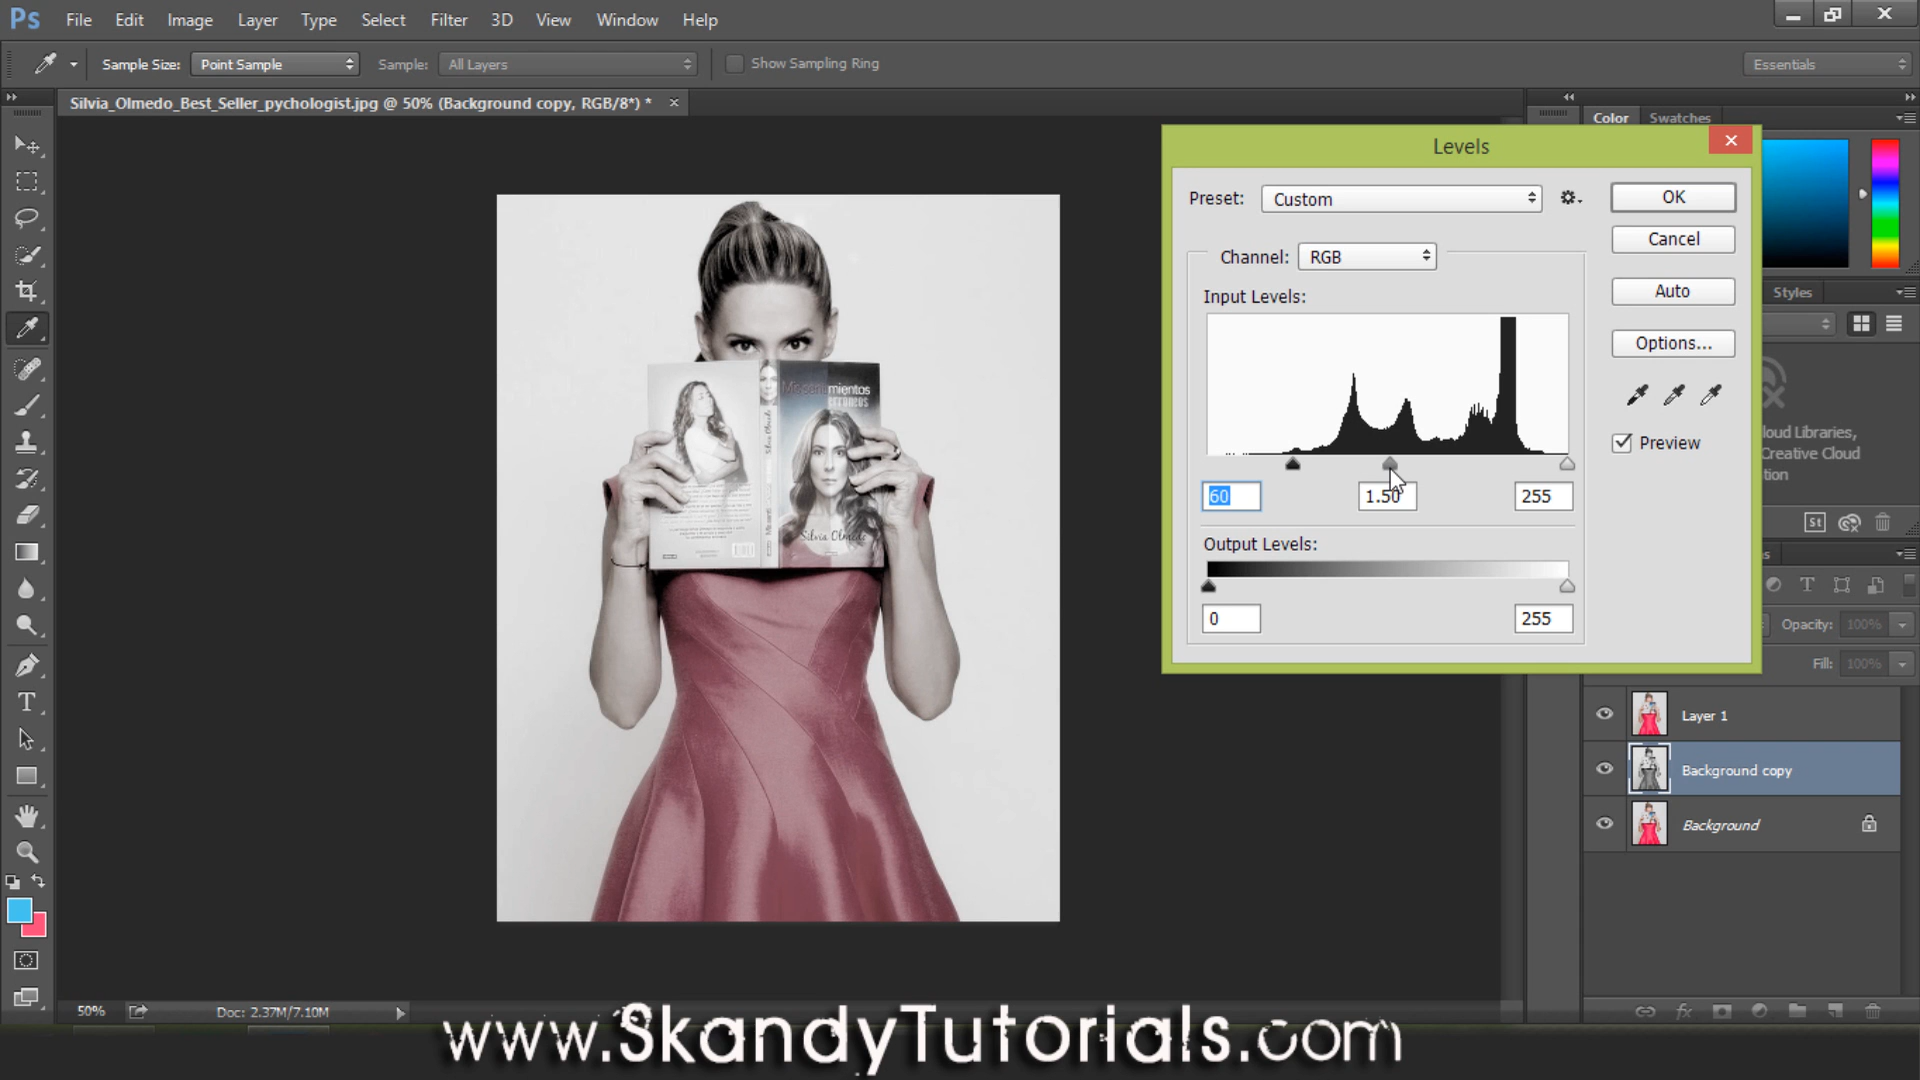 Ps File Edit Image Layer Type Select Filter 3D View Window Help
Sample Size: Point Sample Sample: All Layers Show Sampling Ring Essentials
Silvia_Olmedo_Best_Seller_pychologist.jpg @ 50% (Background copy, RGB/8*) *
Color Swatches
Levels
Preset: Custom OK
Cancel
Channel: RGB
Auto
Styles
Input Levels:
Options...
Preview
60 1.50 255
Output Levels:
0 255
loud Libraries,
Creative Cloud
tion
St
mientos
Silvia Olmedo
T
Opacity: 100%
Fill: 100%
Layer 1
Background copy
Background
50% Doc: 2.37M/7.10M
www.SkandyTutorials.com